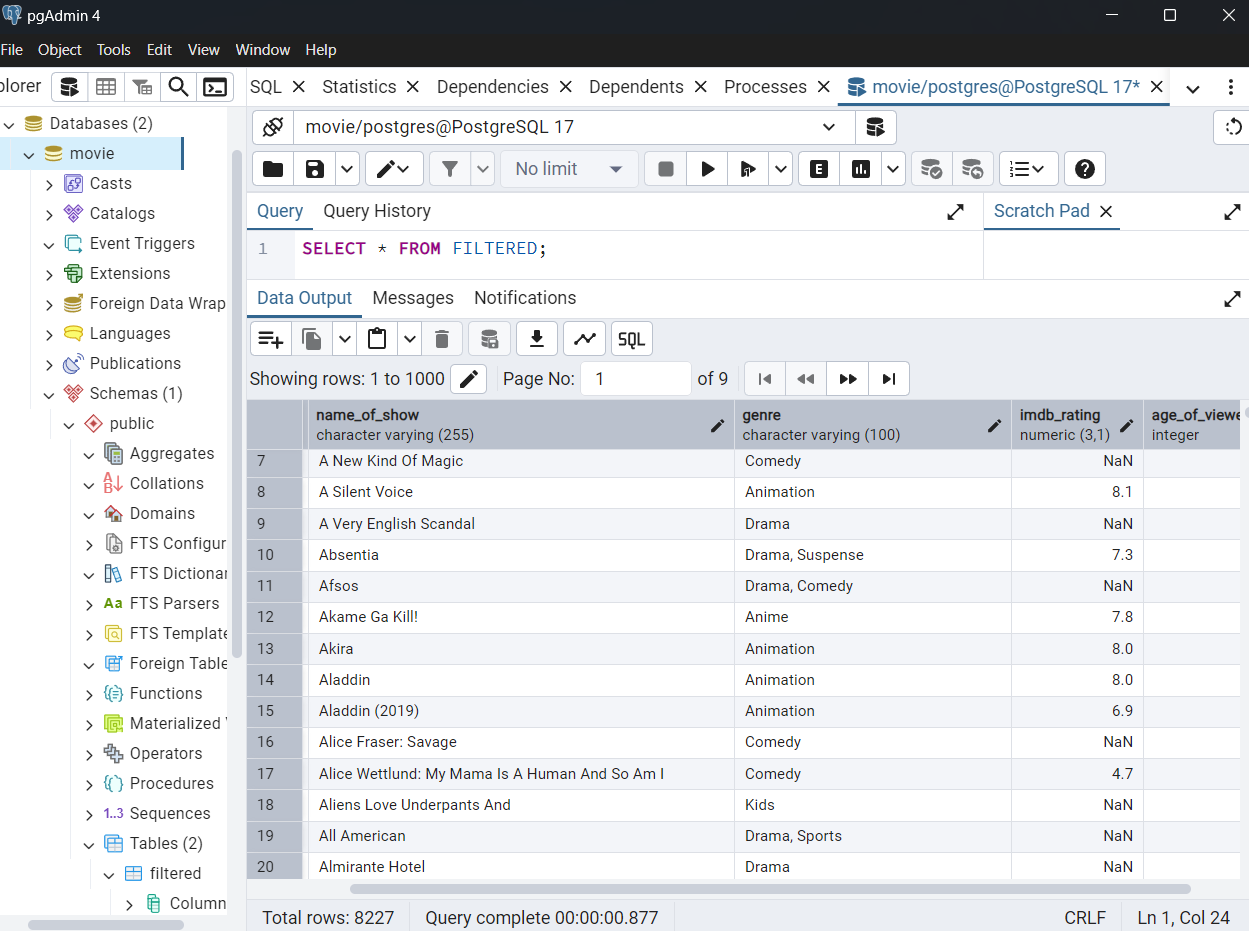 pgAdmin 4
File Object Tools Edit View Window Help
plorer SQL Statistics Dependencies Dependents Processes movie/postgres@PostgreSQL 17*
Databases (2)
movie
Casts
Catalogs
Event Triggers
Extensions
Foreign Data Wrap
Languages
Publications
Schemas (1)
public
Aggregates
Collations
Domains
FTS Configur
FTS Dictionar
Aa FTS Parsers
FTS Template
Foreign Table
Functions
Materialized
Operators
Procedures
1..3 Sequences
Tables (2)
filtered
Column
movie/postgres@PostgreSQL 17
No limit E
Query Query History Scratch Pad
1 SELECT * FROM FILTERED;
Data Output Messages Notifications
SQL
Showing rows: 1 to 1000 Page No: 1 of 9
name_of_show genre imdb_rating age_of_viewe
character varying (255) character varying (100) numeric (3,1) integer
7 A New Kind Of Magic Comedy NaN
8 A Silent Voice Animation 8.1
9 A Very English Scandal Drama NaN
10 Absentia Drama, Suspense 7.3
11 Afsos Drama, Comedy NaN
12 Akame Ga Kill! Anime 7.8
13 Akira Animation 8.0
14 Aladdin Animation 8.0
15 Aladdin (2019) Animation 6.9
16 Alice Fraser: Savage Comedy NaN
17 Alice Wettlund: My Mama Is A Human And So Am I Comedy 4.7
18 Aliens Love Underpants And Kids NaN
19 All American Drama, Sports NaN
20 Almirante Hotel Drama NaN
Total rows: 8227 Query complete 00:00:00.877 CRLF Ln 1, Col 24